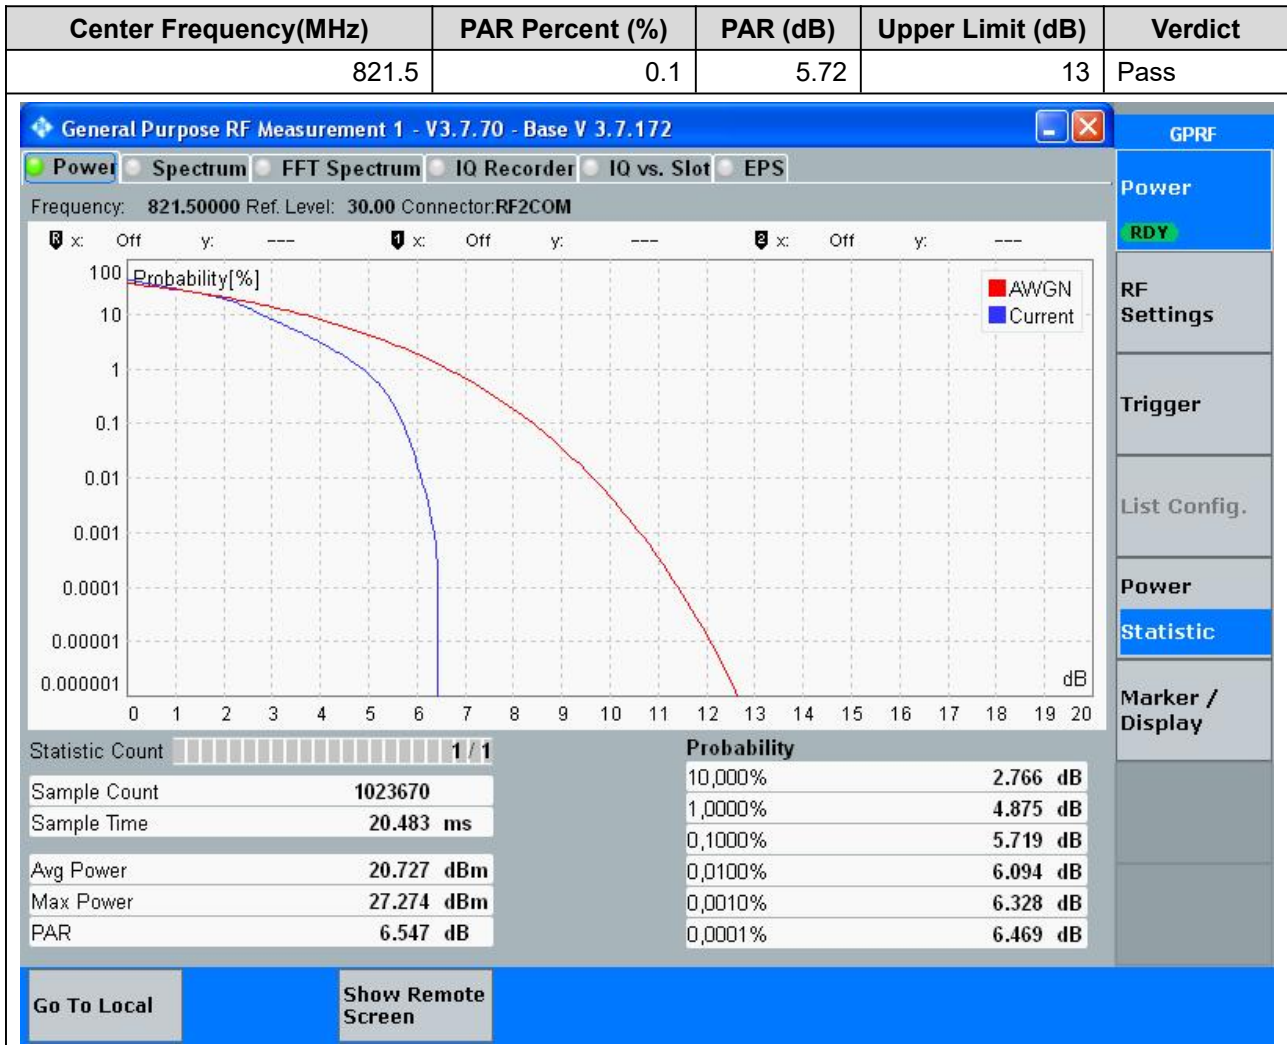 Center Frequency(MHz) PAR Percent (%) PAR (dB) Upper Limit (dB) Verdict
821.5 0.1 5.72 13 Pass
General Purpose RF Measurement 1 - V3.7.70 - Base V 3.7.172
GPRF
Power Spectrum FFT Spectrum IQ Recorder IQ vs. Slot EPS
Frequency: 821.50000 Ref. Level: 30.00 Connector:RF2COM
R x: Off y: --- 1 x: Off y: --- 2 x: Off y: ---
Probability[%]
AWGN
Current
100
10
1
0.1
0.01
0.001
0.0001
0.00001
0.000001
dB
0 1 2 3 4 5 6 7 8 9 10 11 12 13 14 15 16 17 18 19 20
Statistic Count 1 / 1
Sample Count 1023670
Sample Time 20.483 ms
Avg Power 20.727 dBm
Max Power 27.274 dBm
PAR 6.547 dB
Probability
10,000% 2.766 dB
1,0000% 4.875 dB
0,1000% 5.719 dB
0,0100% 6.094 dB
0,0010% 6.328 dB
0,0001% 6.469 dB
Power
RDY
RF
Settings
Trigger
List Config.
Power
Statistic
Marker /
Display
Go To Local
Show Remote
Screen